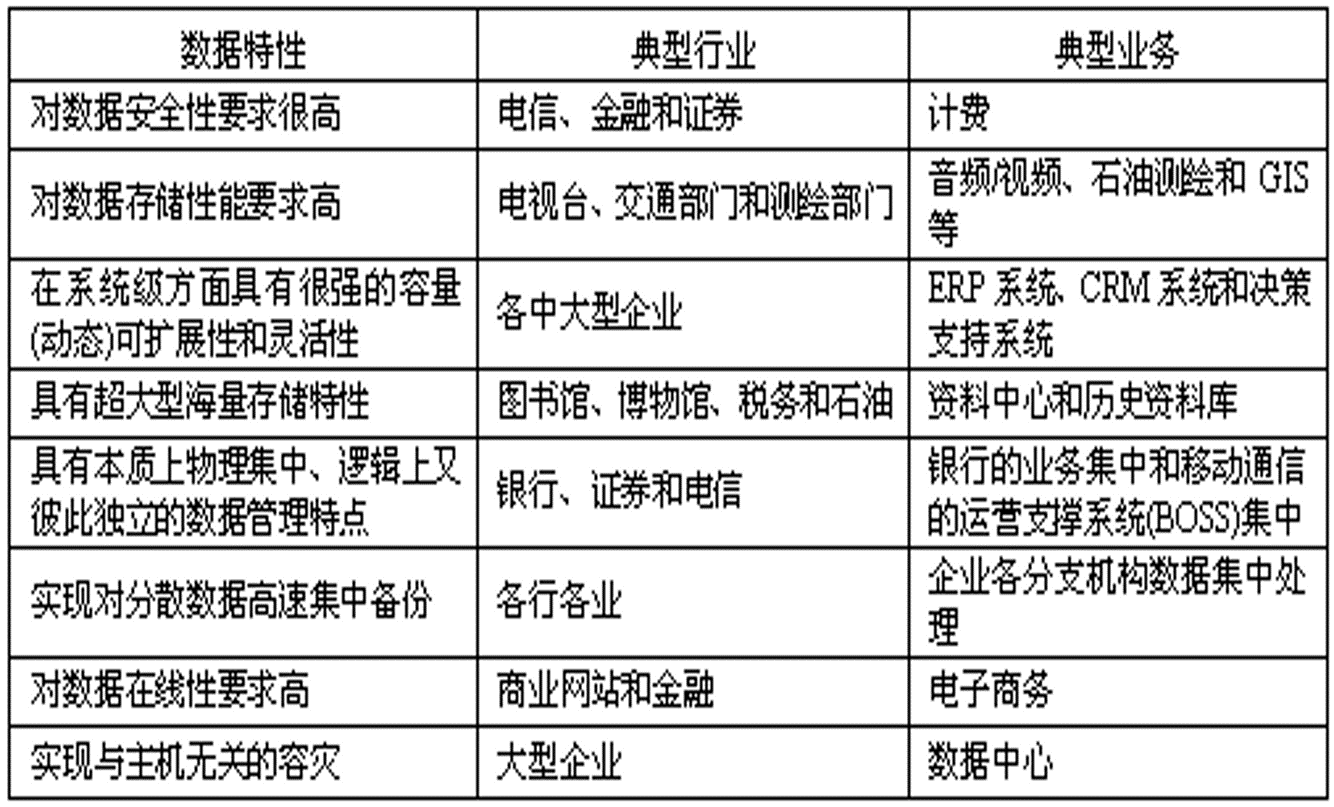 数据特性
典型行业
典型业务
对数据安全性要求很高
电信、金融和证券
计费
对数据存储性能要求高
电视台、交通部门和测绘部门
音频/视频、石油测绘和 GIS
等
在系统级方面具有很强的容量
(动态)可扩展性和灵活性
各中大型企业
ERP 系统、CRM 系统和决策
支持系统
具有超大型海量存储特性
图书馆、博物馆、税务和石油
资料中心和历史资料库
具有本质上物理集中、逻辑上又
彼此独立的数据管理特点
银行、证券和电信
银行的业务集中和移动通信
的运营支撑系统(BOSS)集中
实现对分散数据高速集中备份
各行各业
企业各分支机构数据集中处
理
对数据在线性要求高
商业网站和金融
电子商务
实现与主机无关的容灾
大型企业
数据中心